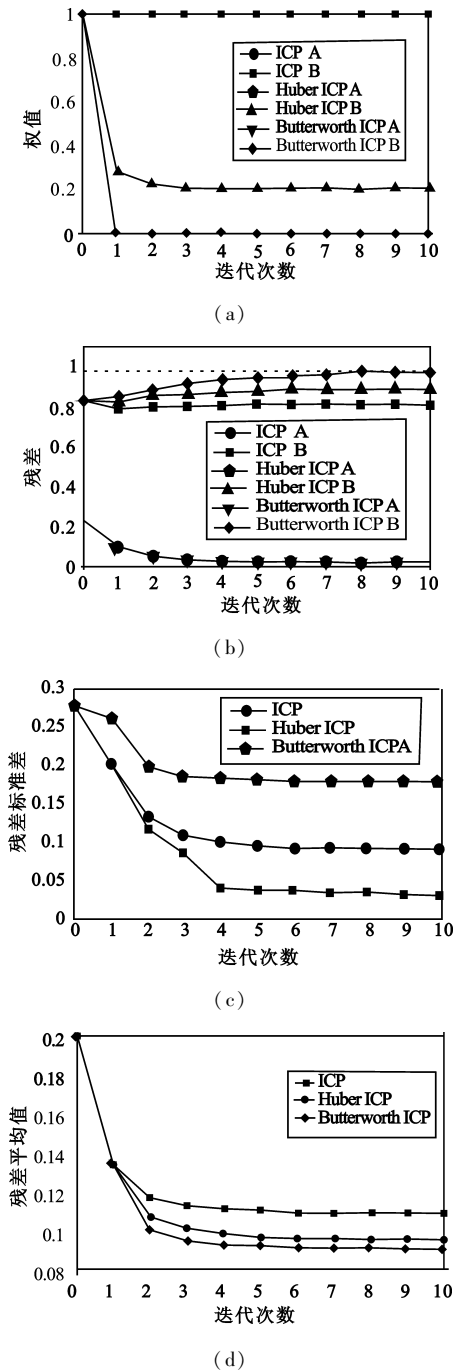 1
0.8
0.6
0.4
0.2
0
权值
ICP A
ICP B
Huber ICP A
Huber ICP B
Butterworth ICP A
Butterworth ICP B
0 1 2 3 4 5 6 7 8 9 10
迭代次数
(a)
1
0.8
0.6
0.4
0.2
0
残差
ICP A
ICP B
Huber ICP A
Huber ICP B
Butterworth ICP A
Butterworth ICP B
0 1 2 3 4 5 6 7 8 9 10
迭代次数
(b)
0.3
0.25
0.2
0.15
0.1
0.05
0
残差标准差
ICP
Huber ICP
Butterworth ICPA
0 1 2 3 4 5 6 7 8 9 10
迭代次数
(c)
0.2
0.18
0.16
0.14
0.12
0.1
0.08
残差平均值
ICP
Huber ICP
Butterworth ICP
0 1 2 3 4 5 6 7 8 9 10
迭代次数
(d)